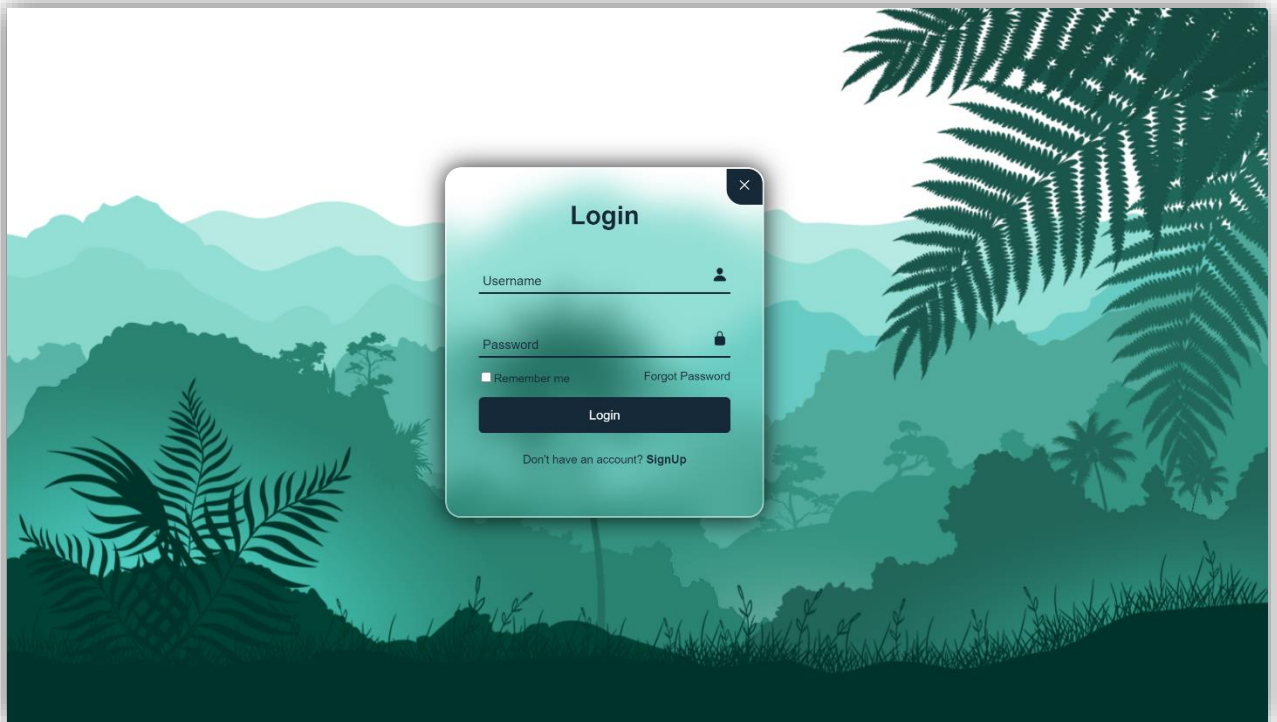 Login
Username
Password
Remember me Forgot Password
Login
Don't have an account? SignUp